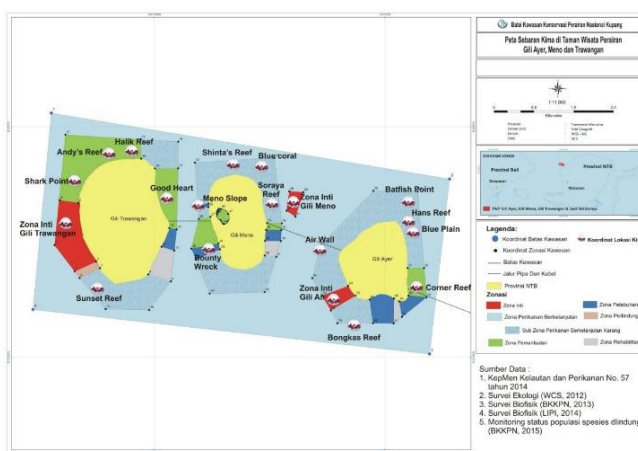 Balai Kawasan Konservasi Perairan Nasional Kupang
Peta Sebaran Kima di Taman Wisata Perairan
Gili Ayer, Meno dan Trawangan
Provinsi Bali
Provinsi NTB
Legenda:
Koordinat Batas Kawasan
Koordinat Lokasi Ki
Koordinat Zonasi Kawasan
Batas Kawasan
Jalur Pipa Dan Kabel
Provinsi NTB
Zonasi
Zona Inti
Zona Pelabuhan
Zona Perikanan Berkelanjutan
Zona Perlindung
Sub Zona Perikanan Berkelanjutan Karang
Zona Pemanfaatan
Zona Rehabilitas
Sumber Data :
1. KepMen Kelautan dan Perikanan No. 57
tahun 2014
2. Survei Ekologi (WCS, 2012)
3. Survei Biofisik (BKKPN, 2013)
4. Survei Biofisik (LIPI, 2014)
5. Monitoring status populasi spesies dlindung
(BKKPN, 2015)
Halik Reef
Andy's Reef
Shark Point
Good Heart
Zona Inti
Gili Trawangan
Gili Trawangan
Sunset Reef
Shinta's Reef
Blue coral
Meno Slope
Soraya
Reef
Zona Inti
Gili Meno
Gili Meno
Bounty
Wreck
Batfish Point
Hans Reef
Blue Plain
Air Wall
Gili Ayer
Zona Inti
Corner Reef
Bongkas Reef